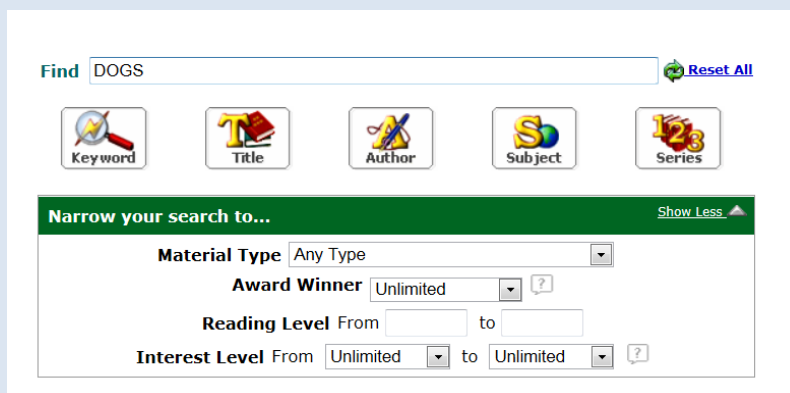 Find DOGS Reset All
Keyword Title Author Subject Series
Narrow your search to... Show Less
Material Type Any Type
Award Winner Unlimited ?
Reading Level From to
Interest Level From Unlimited to Unlimited ?